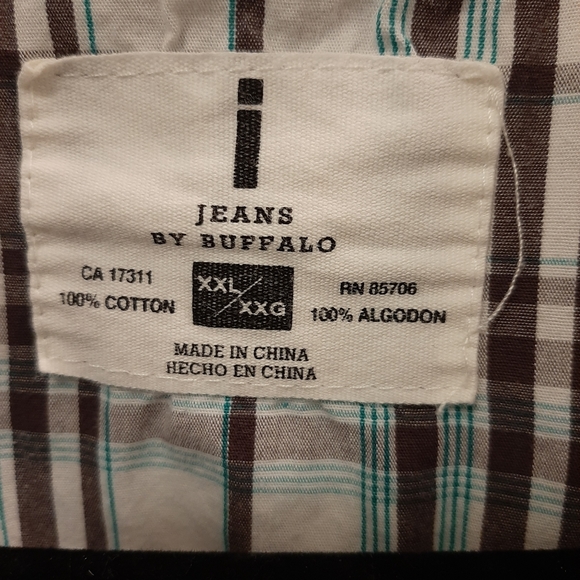 i
JEANS
BY BUFFALO
CA 17311
100% COTTON
XXL/XXG
RN 85706
100% ALGODON
MADE IN CHINA
HECHO EN CHINA